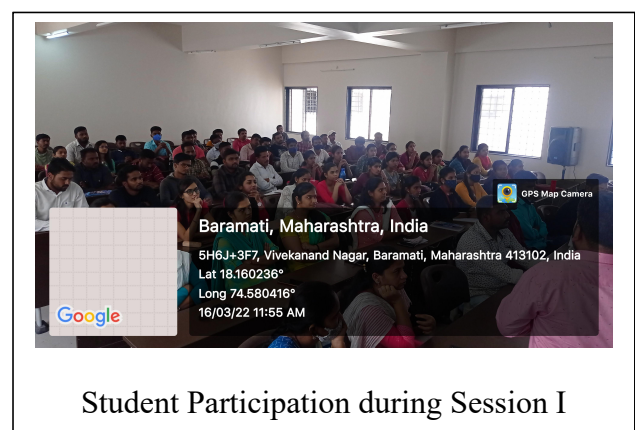 GPS Map Camera
Baramati, Maharashtra, India
5H6J+3F7, Vivekanand Nagar, Baramati, Maharashtra 413102, India
Lat 18.160236°
Long 74.580416°
16/03/22 11:55 AM
Google
Student Participation during Session I